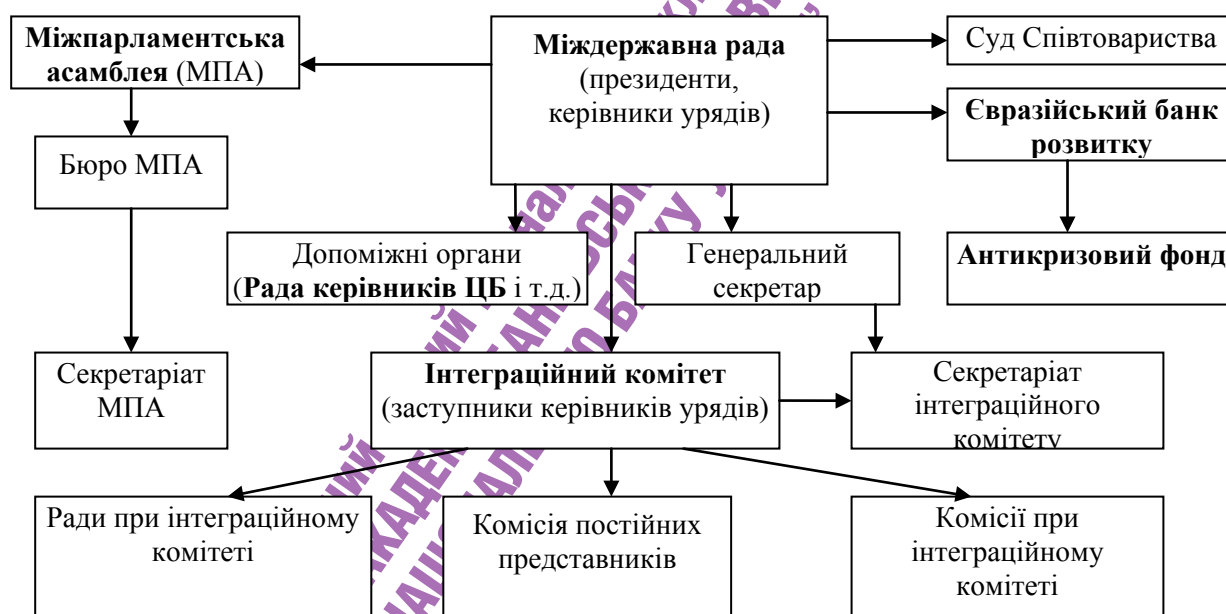 Міжпарламентська
асамблея (МПА)
Міждержавна рада
(президенти,
керівники урядів)
Суд Співтовариства
Євразійський банк
розвитку
Бюро МПА
Допоміжні органи
(Рада керівників ЦБ і т.д.)
Генеральний
секретар
Антикризовий фонд
Секретаріат
МПА
Інтеграційний комітет
(заступники керівників урядів)
Секретаріат
інтеграційного
комітету
Ради при інтеграційному
комітеті
Комісія постійних
представників
Комісії при
інтеграційному
комітеті